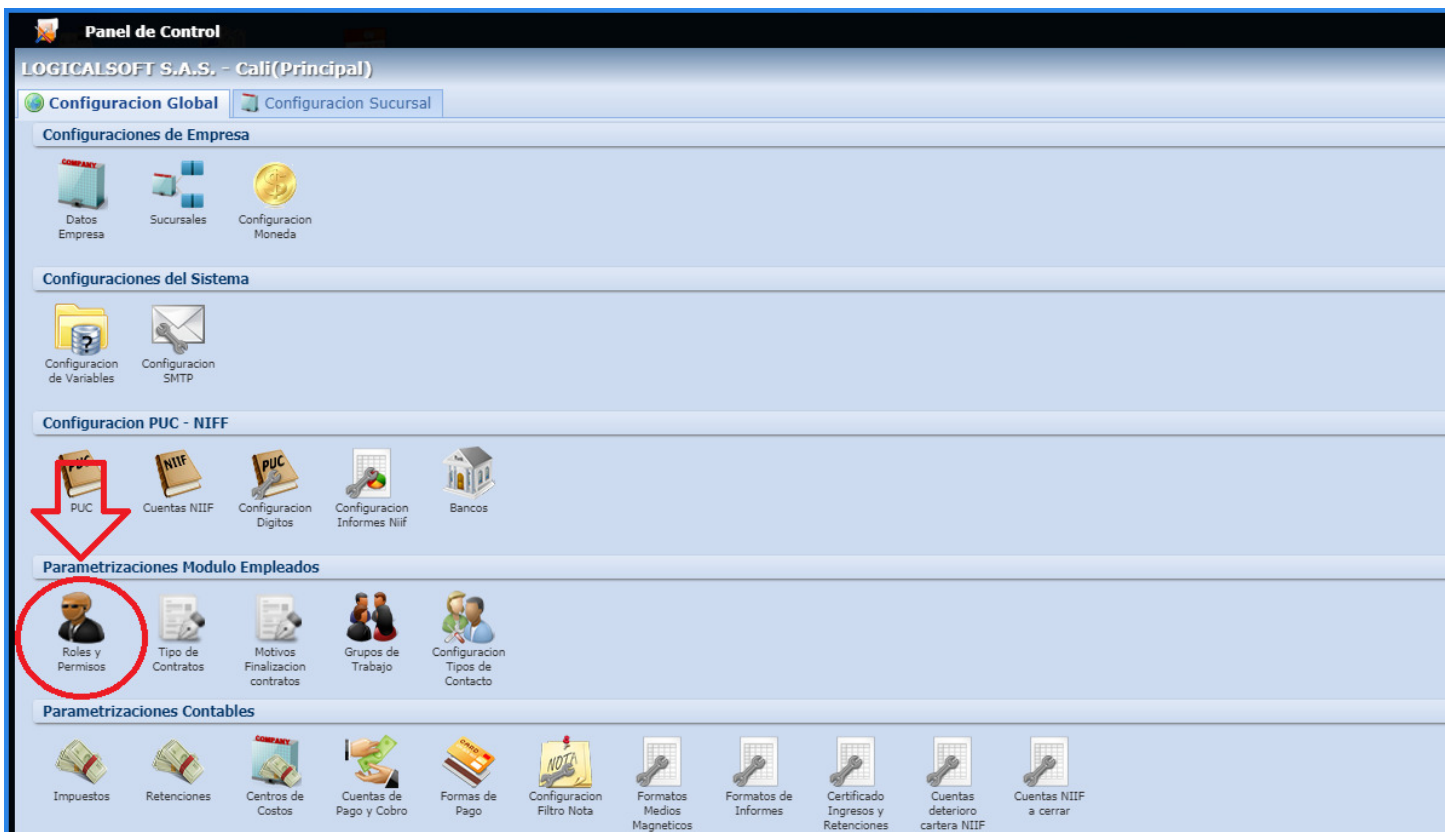 Panel de Control
LOGICALSOFT S.A.S. - Cali(Principal)
Configuracion Global
Configuracion Sucursal
Configuraciones de Empresa
COMPANY
Datos
Empresa
Sucursales
Configuracion
Moneda
Configuraciones del Sistema
?
Configuracion
de Variables
Configuracion
SMTP
Configuracion PUC - NIFF
PUC
PUC
NIIF
Cuentas NIIF
PUC
Configuracion
Digitos
Configuracion
Informes Niif
Bancos
Parametrizaciones Modulo Empleados
Roles y
Permisos
Tipo de
Contratos
Motivos
Finalizacion
contratos
Grupos de
Trabajo
Configuracion
Tipos de
Contacto
Parametrizaciones Contables
Impuestos
Retenciones
COMPANY
Centros de
Costos
Cuentas de
Pago y Cobro
CARD
Formas de
Pago
NOTA
Configuracion
Filtro Nota
Formatos
Medios
Magneticos
Formatos de
Informes
Certificado
Ingresos y
Retenciones
Cuentas
deterioro
cartera NIIF
Cuentas NIIF
a cerrar